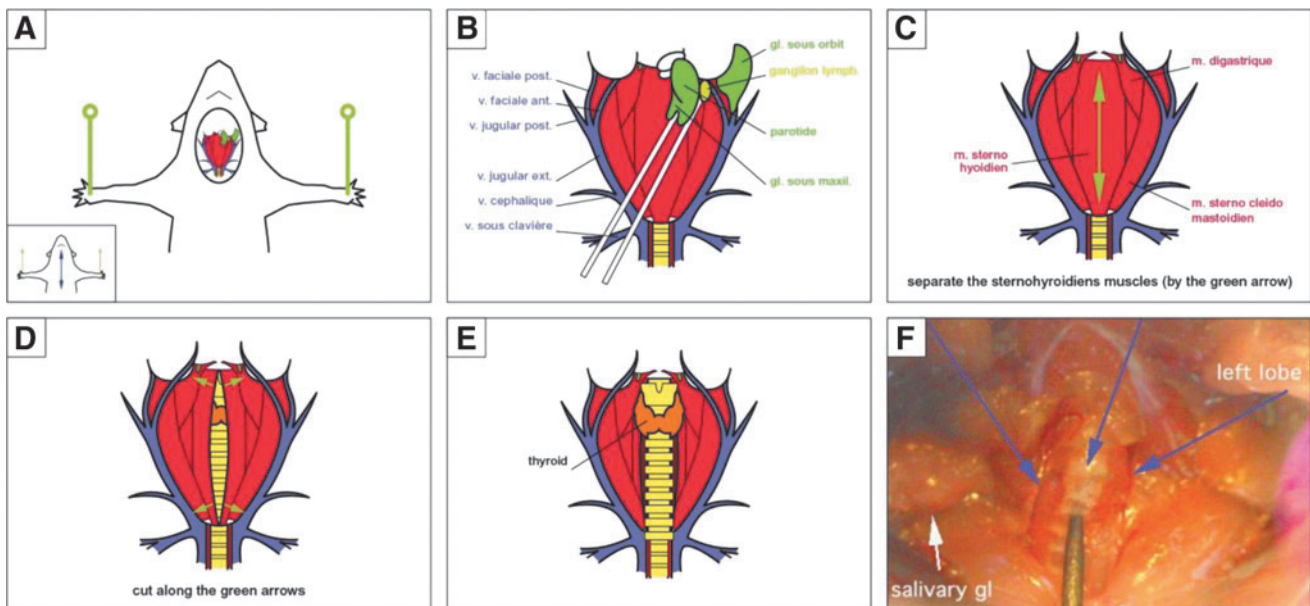 A
B
gl. sous orbit
ganglion lymph.
v. faciale post.
v. faciale ant.
v. jugular post.
parotide
v. jugular ext.
gl. sous maxil.
v. cephalique
v. sous clavière
C
m. digastrique
m. sterno
hyoidien
m. sterno cleido
mastoidien
separate the sternohyroidiens muscles (by the green arrow)
D
cut along the green arrows
E
thyroid
F
left lobe
salivary gl